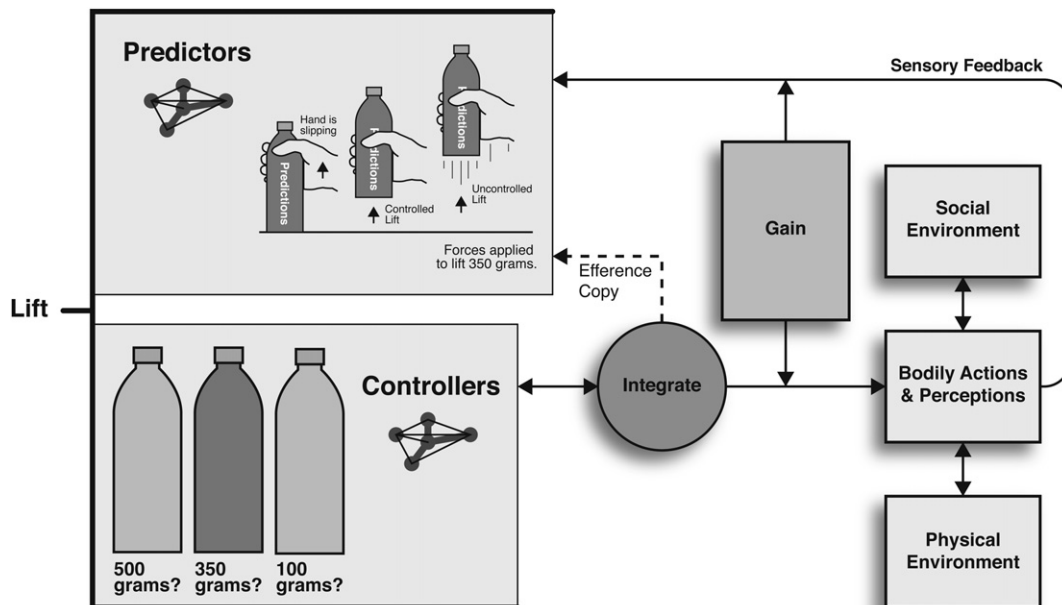 Predictors
Hand is
slipping
Predictions
Predictions
Predictions
Controlled
Lift
Uncontrolled
Lift
Forces applied
to lift 350 grams.
Sensory Feedback
Gain
Social
Environment
Efference
Copy
Lift
Controllers
Integrate
Bodily Actions
& Perceptions
500
grams?
350
grams?
100
grams?
Physical
Environment